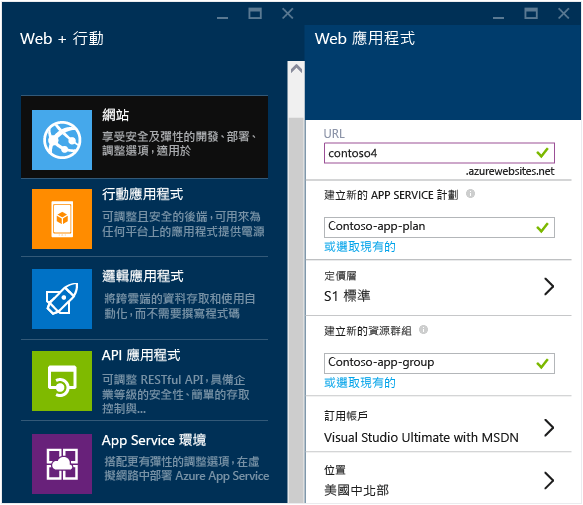 Web + 行動
網站
享受安全及彈性的開發、部署、
調整選項,適用於
行動應用程式
可調整且安全的後端,可用來為
任何平台上的應用程式提供電源
邏輯應用程式
將跨雲端的資料存取和使用自
動化,而不需要撰寫程式碼
API 應用程式
可調整 RESTful API,具備企
業等級的安全性、簡單的存取
控制與...
App Service 環境
搭配更有彈性的調整選項,在虛
擬網路中部署 Azure App Service
Web 應用程式
URL
contoso4
.azurewebsites.net
建立新的 APP SERVICE 計劃
Contoso-app-plan
或選取現有的
定價層
S1 標準
建立新的資源群組
Contoso-app-group
或選取現有的
訂用帳戶
Visual Studio Ultimate with MSDN
位置
美國中北部